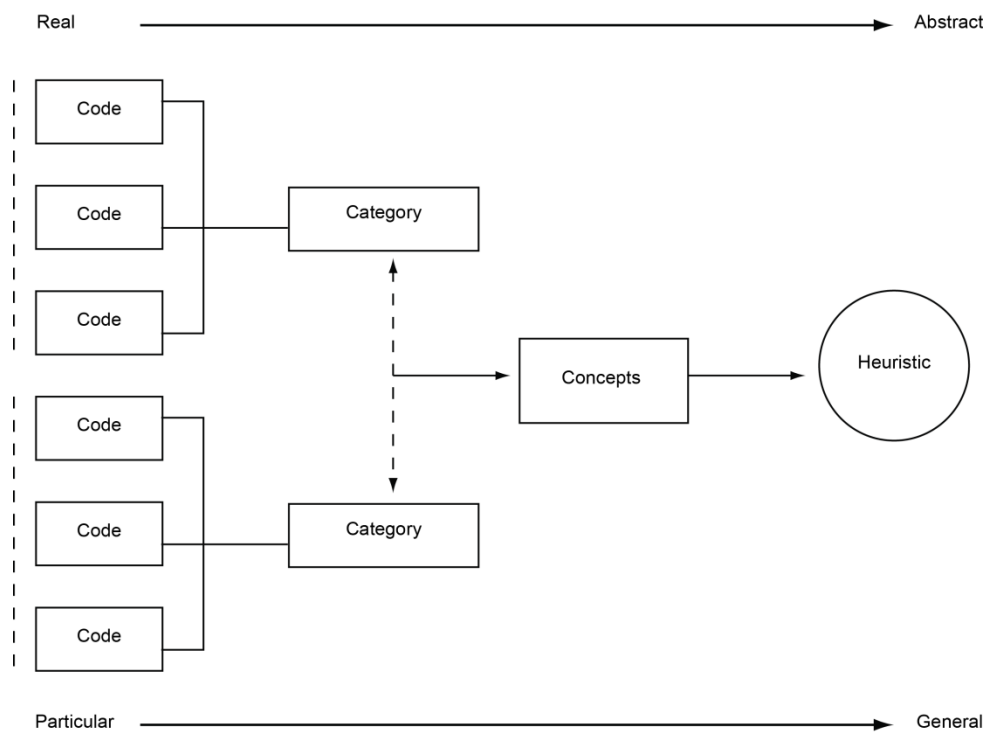 Real
Abstract
Code
Code
Category
Code
Concepts
Heuristic
Code
Code
Category
Code
Particular
General